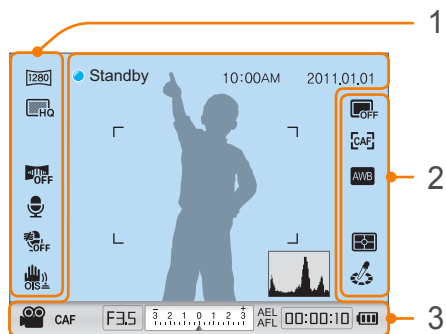 1
1280
Standby 10:00AM 2011.01.01
HQ
OFF
CAF
OFF
AWB
2
OFF
OIS
CAF F3.5 3 2 1 0 1 2 3 AEL AFL 00:00:10
3